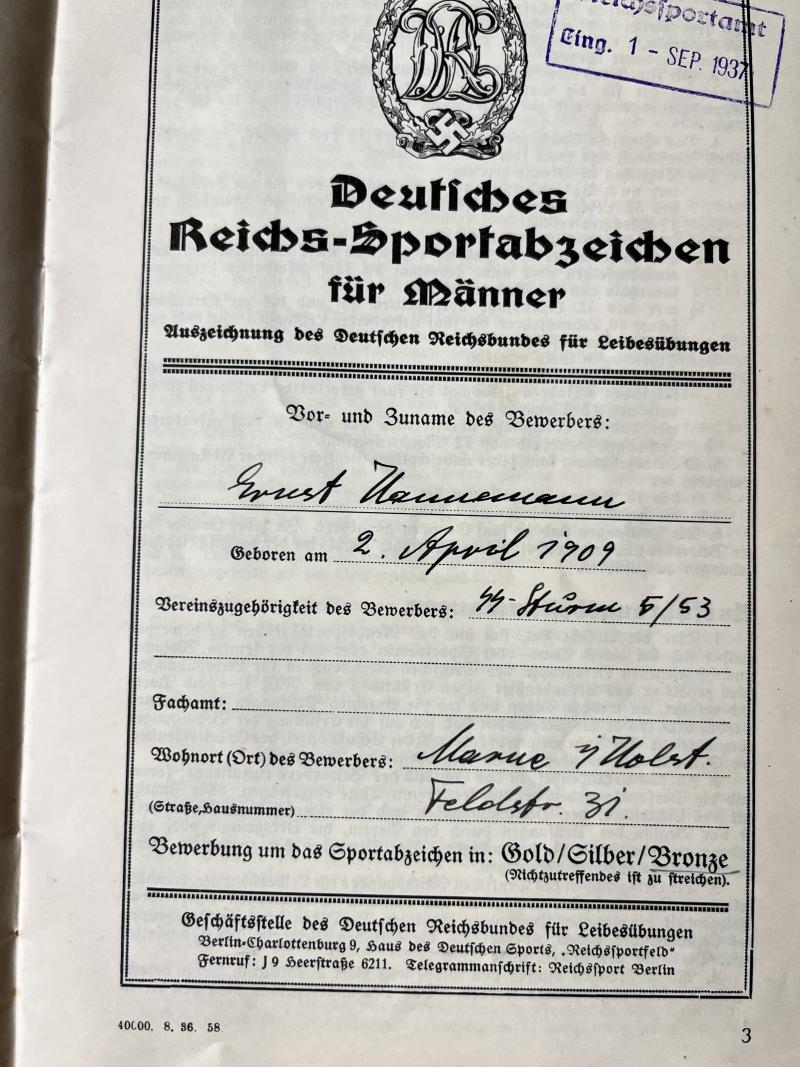 Reichssportamt
Eing. 1 - SEP. 1937
DRL
Deutsches
Reichs-Sportabzeichen
für Männer
Auszeichnung des Deutschen Reichsbundes für Leibesübungen
Vor- und Zuname des Bewerbers:
Ernst Hannemann
Geboren am 2. April 1909
Vereinszugehörigkeit des Bewerbers: SS-Sturm 5/53
Fachamt:
Wohnort (Ort) des Bewerbers: Marne i/Holst.
(Straße, Hausnummer) Feldstr. 31.
Bewerbung um das Sportabzeichen in: Gold/Silber/Bronze
(Nichtzutreffendes ist zu streichen).
Geschäftsstelle des Deutschen Reichsbundes für Leibesübungen
Berlin-Charlottenburg 9, Haus des Deutschen Sports, „Reichssportfeld“
Fernruf: J 9 Heerstraße 6211. Telegrammanschrift: Reichssport Berlin
40000. 8. 36. 58
3